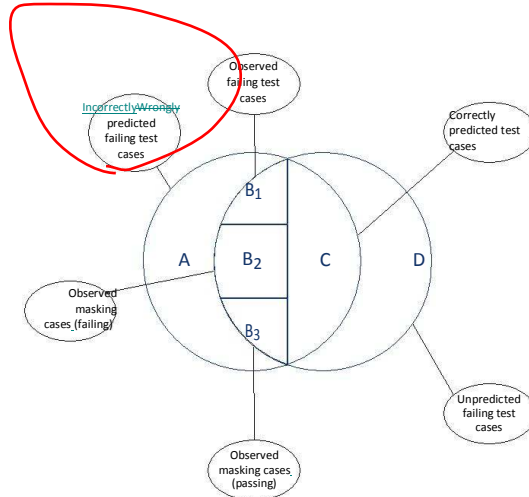 Observed
failing test
cases
IncorrectlyWrongly
predicted
failing test
cases
Correctly
predicted test
cases
B1
A
B2
C
D
B3
Observed
masking
cases (failing)
Unpredicted
failing test
cases
Observed
masking cases
(passing)